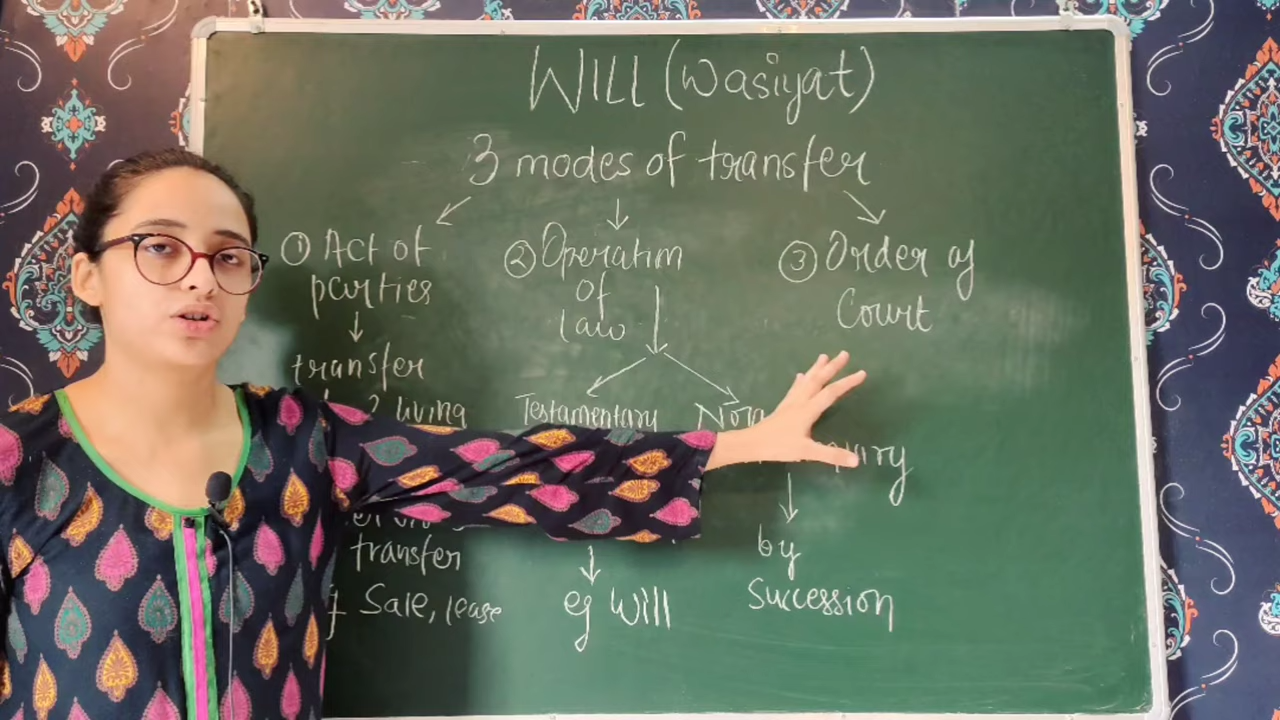 WILL (Wasiyat)
3 modes of transfer
① Act of
parties
transfer
living
transfer
Sale, lease
② Operation
of
law
Testamentary
eg Will
③ Order of
Court
by
Succession